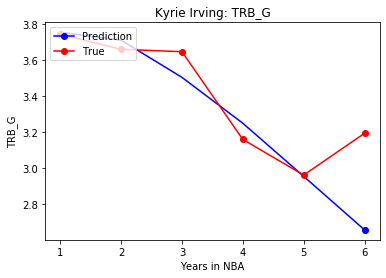 Kyrie Irving: TRB_G
Prediction
True
TRB_G
3.8
3.6
3.4
3.2
3.0
2.8
1 2 3 4 5 6
Years in NBA